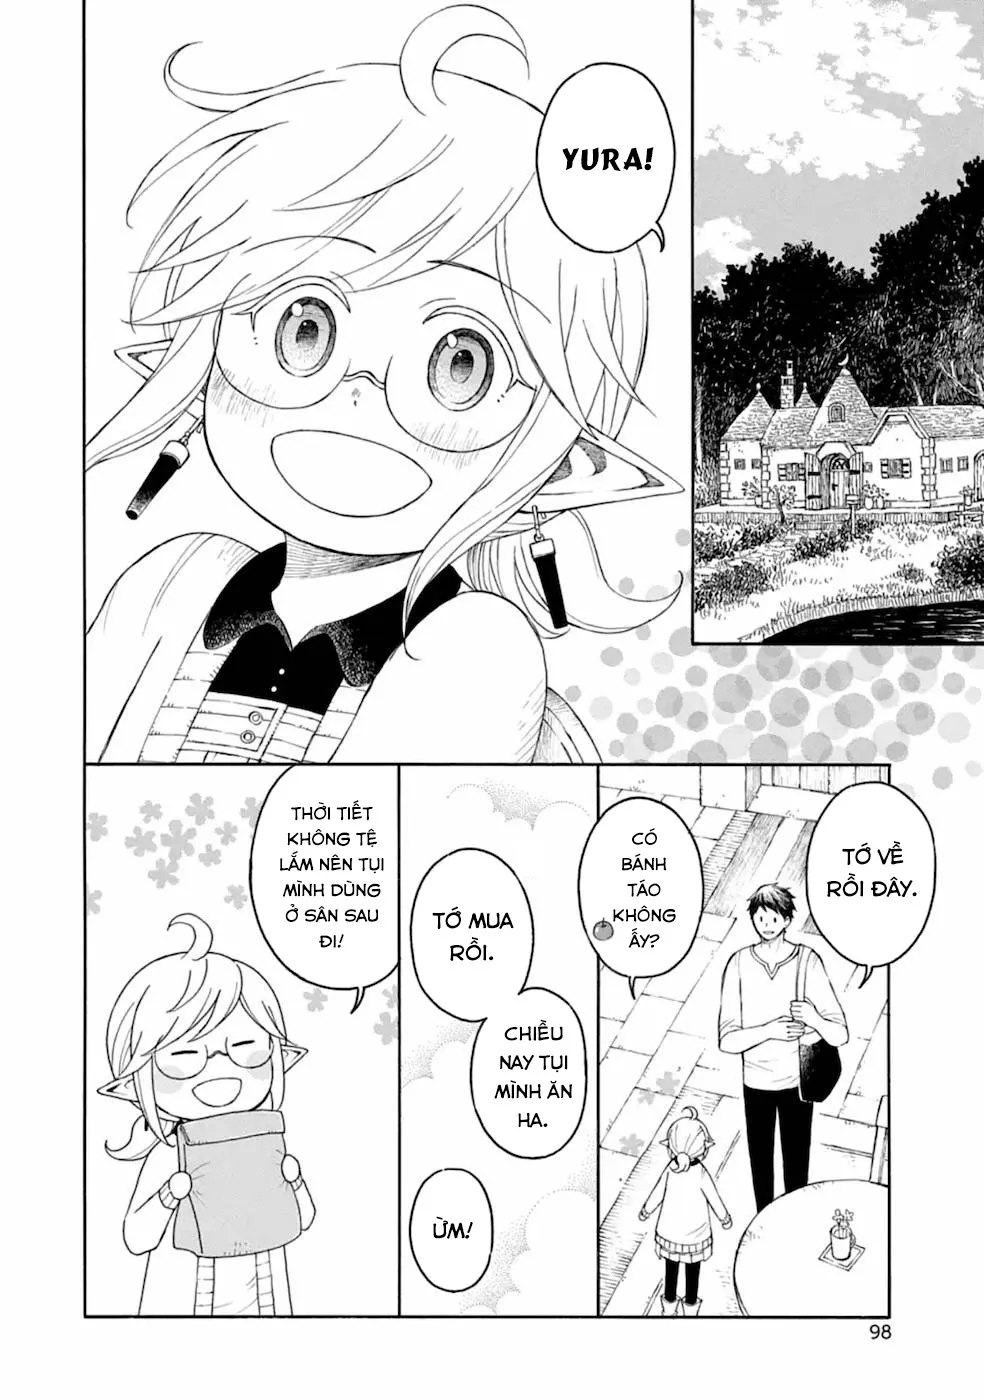 YURA!
TỚ VỀ
RỒI ĐÂY.
CÓ
BÁNH
TÁO
KHÔNG
ẤY?
TỚ MUA
RỒI.
CHIỀU
NAY TỤI
MÌNH ĂN
HA.
ỪM!
THỜI TIẾT
KHÔNG TỆ
LẮM NÊN TỤI
MÌNH DÙNG
Ở SÂN SAU
ĐI!
98